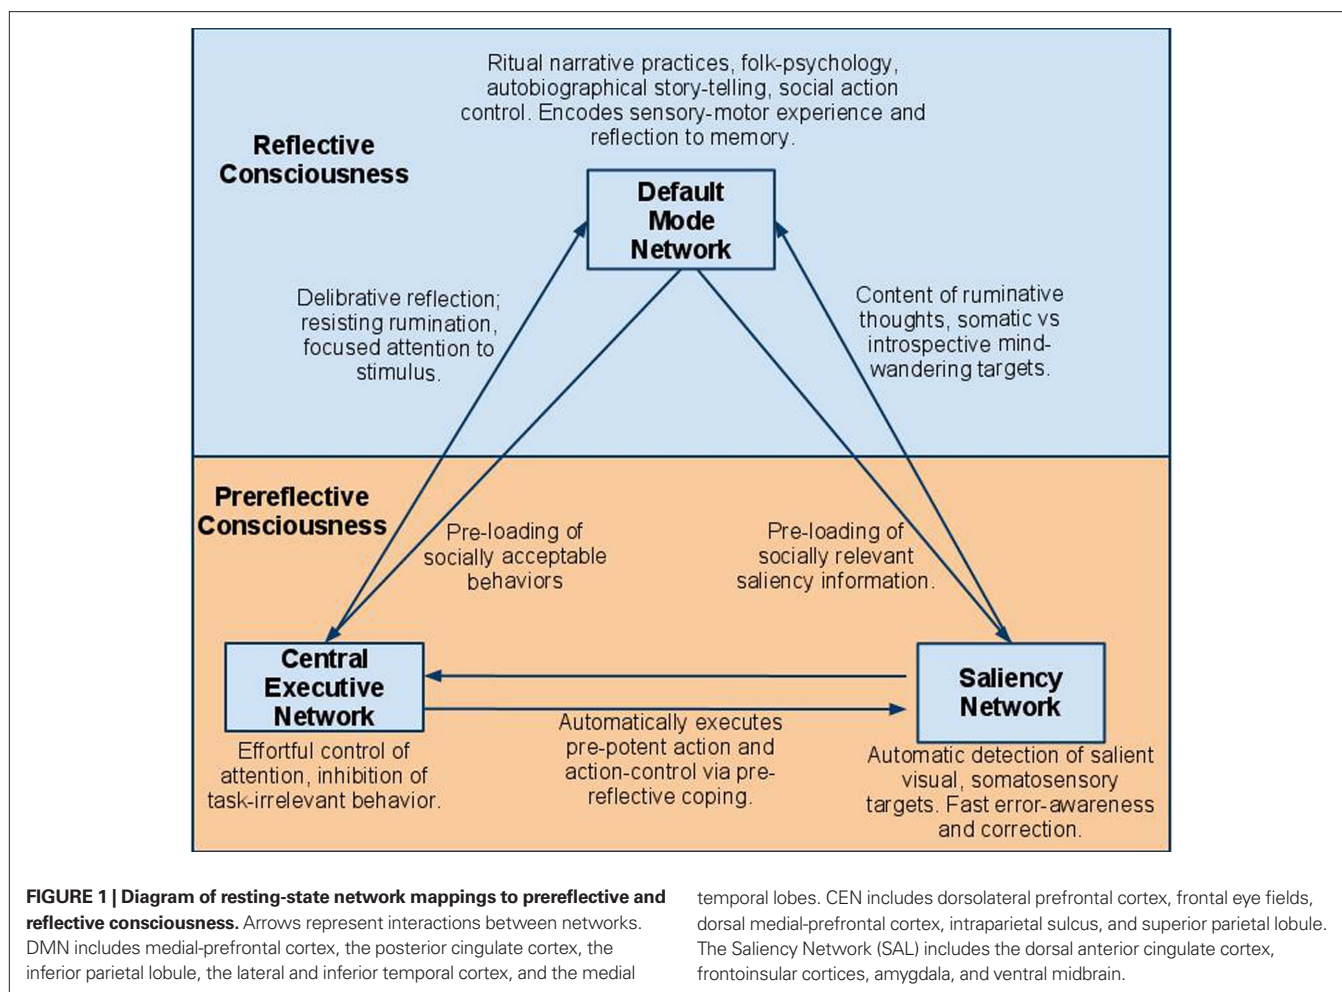 Ritual narrative practices, folk-psychology,
autobiographical story-telling, social action
control. Encodes sensory-motor experience and
reflection to memory.
Reflective
Consciousness
Default
Mode
Network
Delibrative reflection;
resisting rumination,
focused attention to
stimulus.
Content of ruminative
thoughts, somatic vs
introspective mind-
wandering targets.
Prereflective
Consciousness
Pre-loading of
socially acceptable
behaviors
Pre-loading of
socially relevant
saliency information.
Central
Executive
Network
Saliency
Network
Effortful control of
attention, inhibition of
task-irrelevant behavior.
Automatically executes
pre-potent action and
action-control via pre-
reflective coping.
Automatic detection of salient
visual, somatosensory
targets. Fast error-awareness
and correction.
FIGURE 1 | Diagram of resting-state network mappings to prereflective and
reflective consciousness. Arrows represent interactions between networks.
DMN includes medial-prefrontal cortex, the posterior cingulate cortex, the
inferior parietal lobule, the lateral and inferior temporal cortex, and the medial
temporal lobes. CEN includes dorsolateral prefrontal cortex, frontal eye fields,
dorsal medial-prefrontal cortex, intraparietal sulcus, and superior parietal lobule.
The Saliency Network (SAL) includes the dorsal anterior cingulate cortex,
frontoinsular cortices, amygdala, and ventral midbrain.